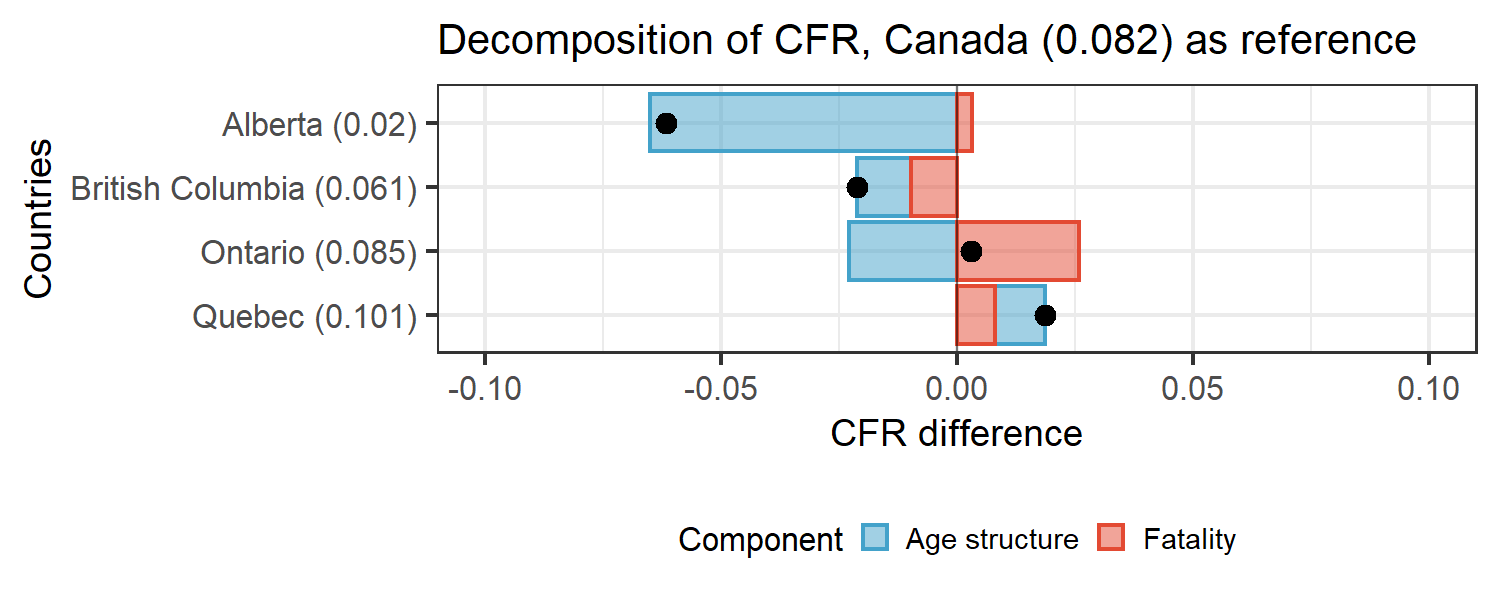 Decomposition of CFR, Canada (0.082) as reference
Countries
Alberta (0.02)
British Columbia (0.061)
Ontario (0.085)
Quebec (0.101)
-0.10 -0.05 0.00 0.05 0.10
CFR difference
Component Age structure Fatality